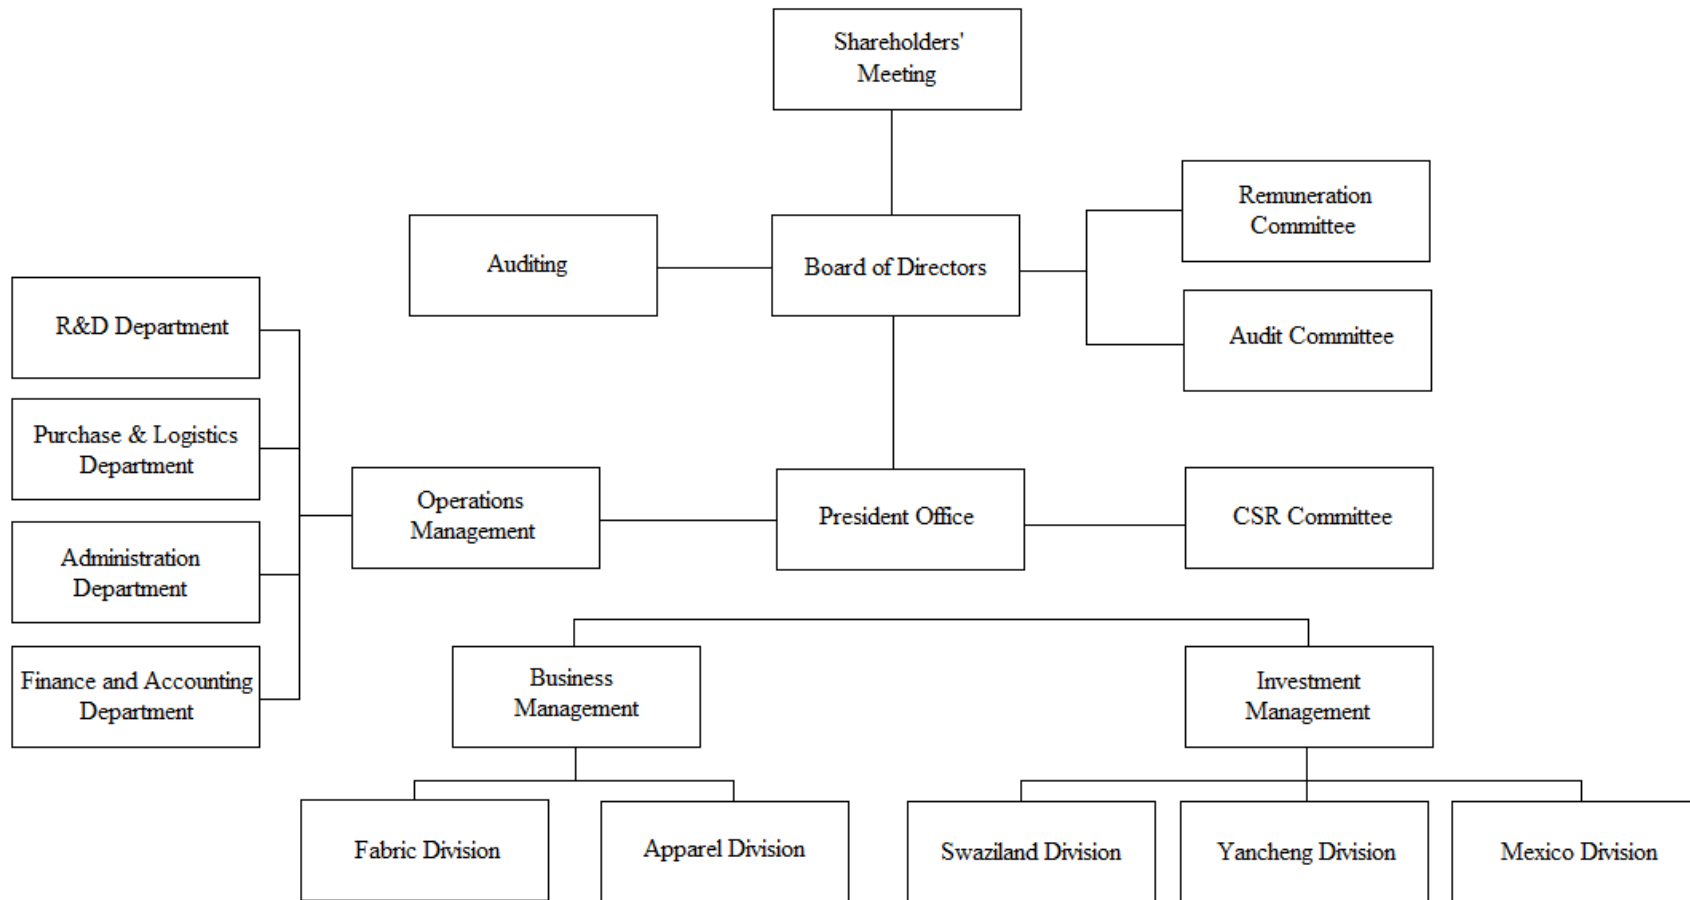 Shareholders'
Meeting
Remuneration
Committee
Auditing
Board of Directors
Audit Committee
R&D Department
Purchase & Logistics
Department
Operations
Management
President Office
CSR Committee
Administration
Department
Finance and Accounting
Department
Business
Management
Investment
Management
Fabric Division
Apparel Division
Swaziland Division
Yancheng Division
Mexico Division